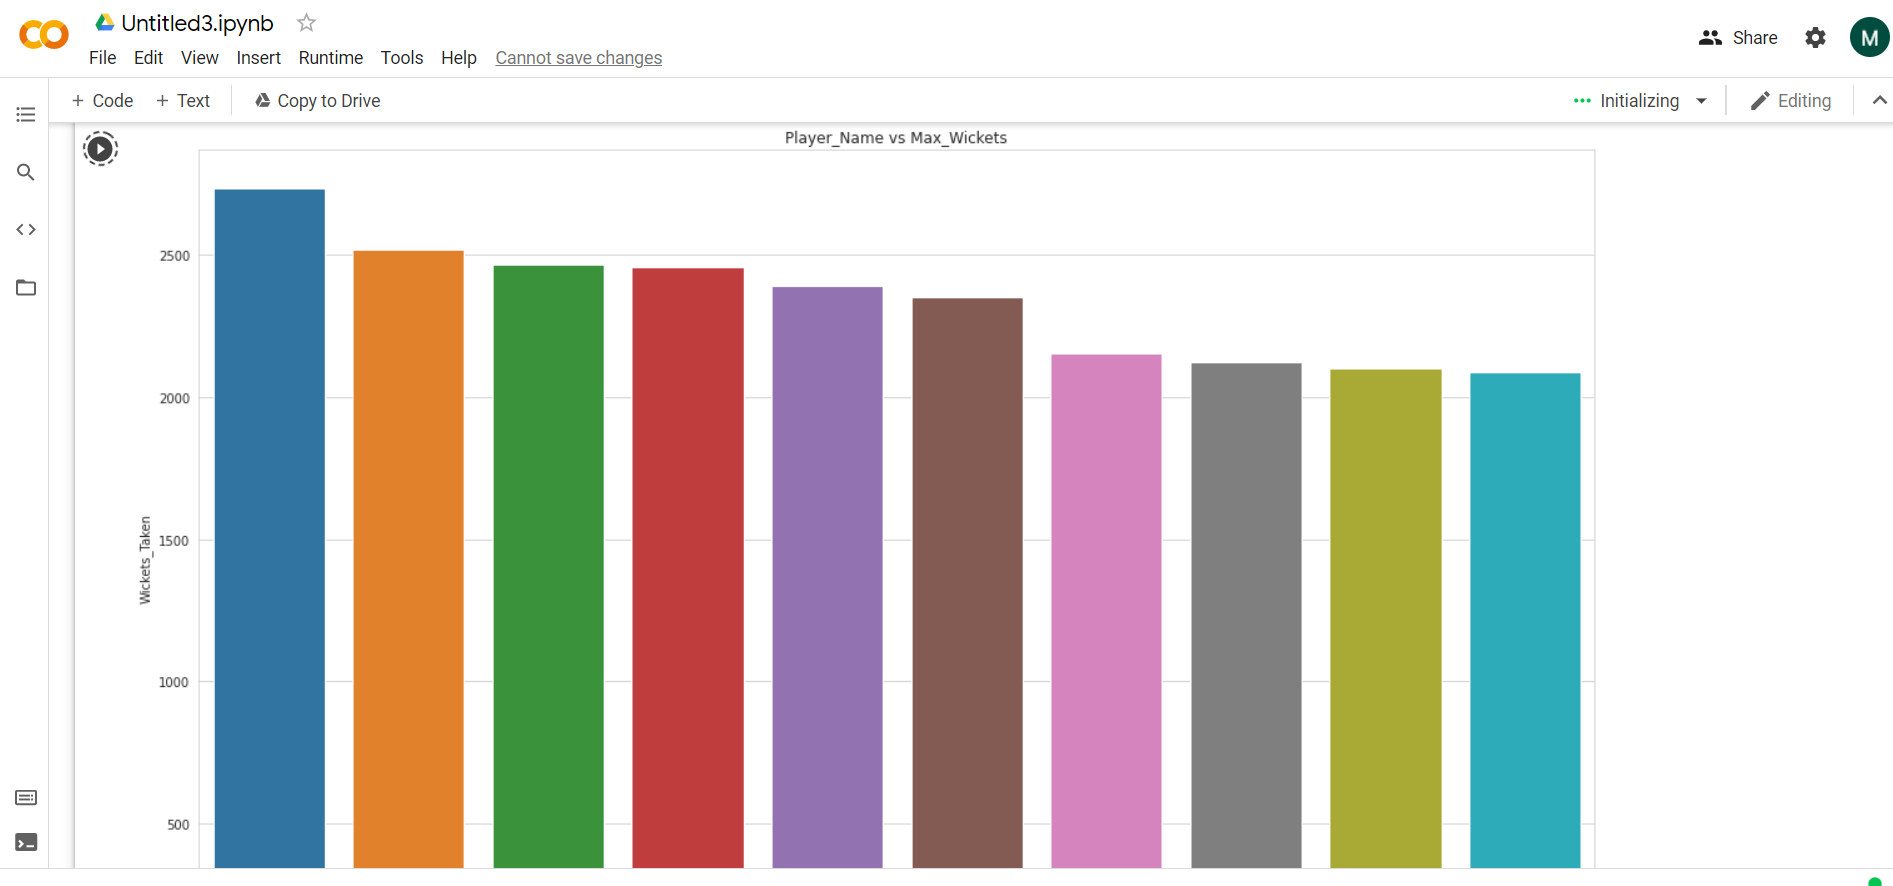 Untitled3.ipynb
File Edit View Insert Runtime Tools Help Cannot save changes
Share
M
+ Code + Text Copy to Drive
Initializing
Editing
Player_Name vs Max_Wickets
Wickets_Taken
2500
2000
1500
1000
500